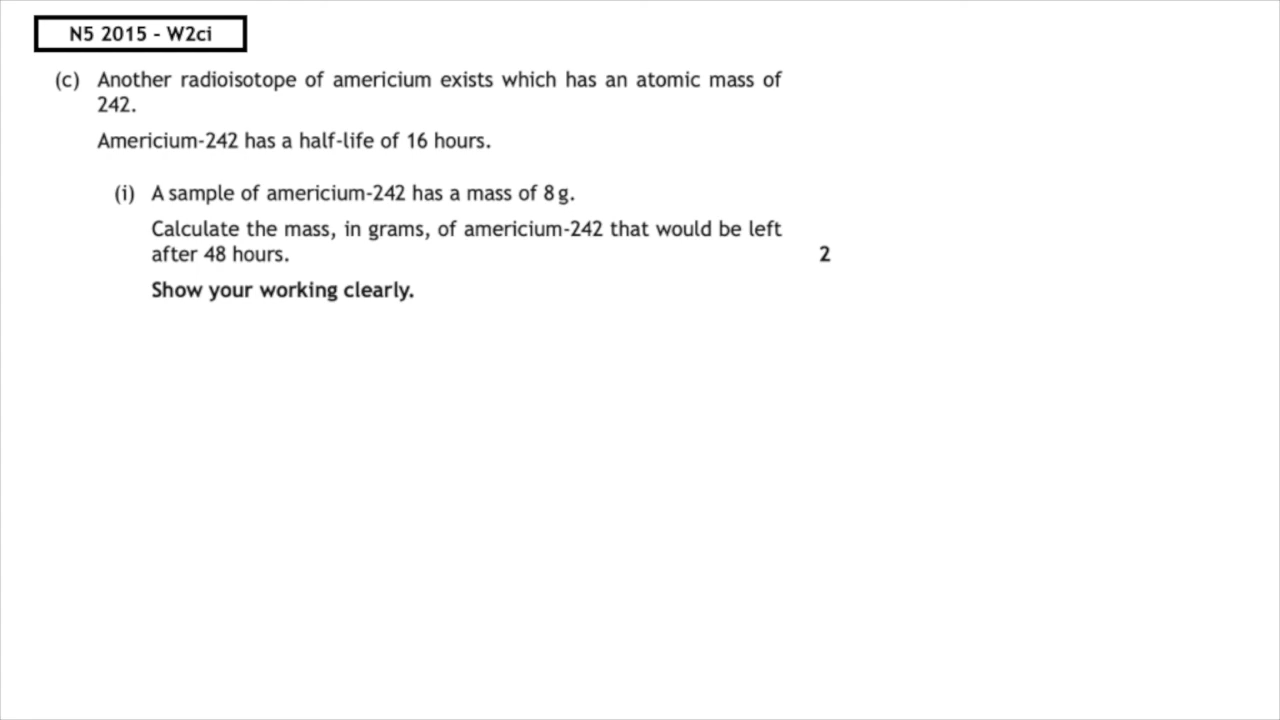 N5 2015 - W2ci
(c) Another radioisotope of americium exists which has an atomic mass of
242.
Americium-242 has a half-life of 16 hours.
(i) A sample of americium-242 has a mass of 8 g.
Calculate the mass, in grams, of americium-242 that would be left
after 48 hours. 2
Show your working clearly.